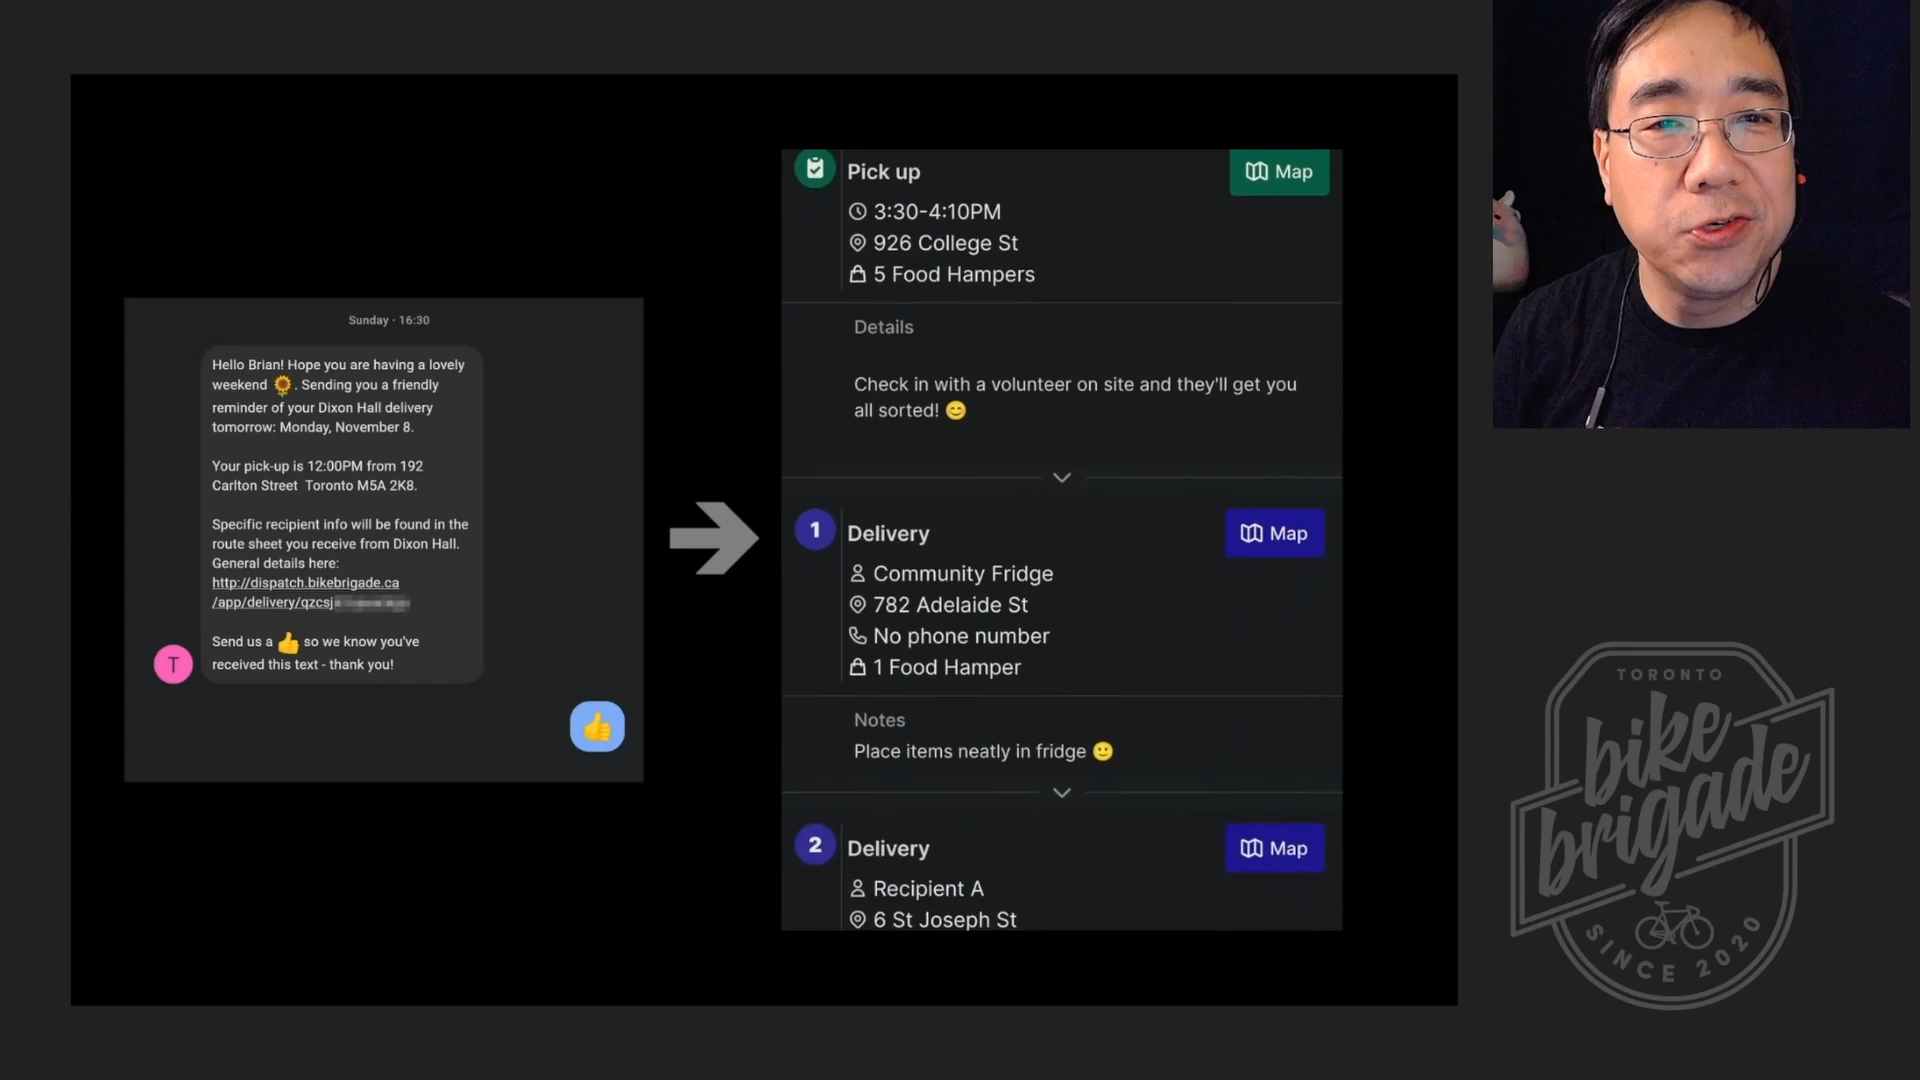 Sunday · 16:30
Hello Brian! Hope you are having a lovely
weekend 🌻. Sending you a friendly
reminder of your Dixon Hall delivery
tomorrow: Monday, November 8.
Your pick-up is 12:00PM from 192
Carlton Street Toronto M5A 2K8.
Specific recipient info will be found in the
route sheet you receive from Dixon Hall.
General details here:
http://dispatch.bikebrigade.ca
/app/delivery/qzcsj
Send us a 👍 so we know you've
received this text - thank you!
T
Pick up
Map
3:30-4:10PM
926 College St
5 Food Hampers
Details
Check in with a volunteer on site and they'll get you
all sorted! 😊
1
Delivery
Map
Community Fridge
782 Adelaide St
No phone number
1 Food Hamper
Notes
Place items neatly in fridge 🙂
2
Delivery
Map
Recipient A
6 St Joseph St
TORONTO
bike
brigade
SINCE 2020